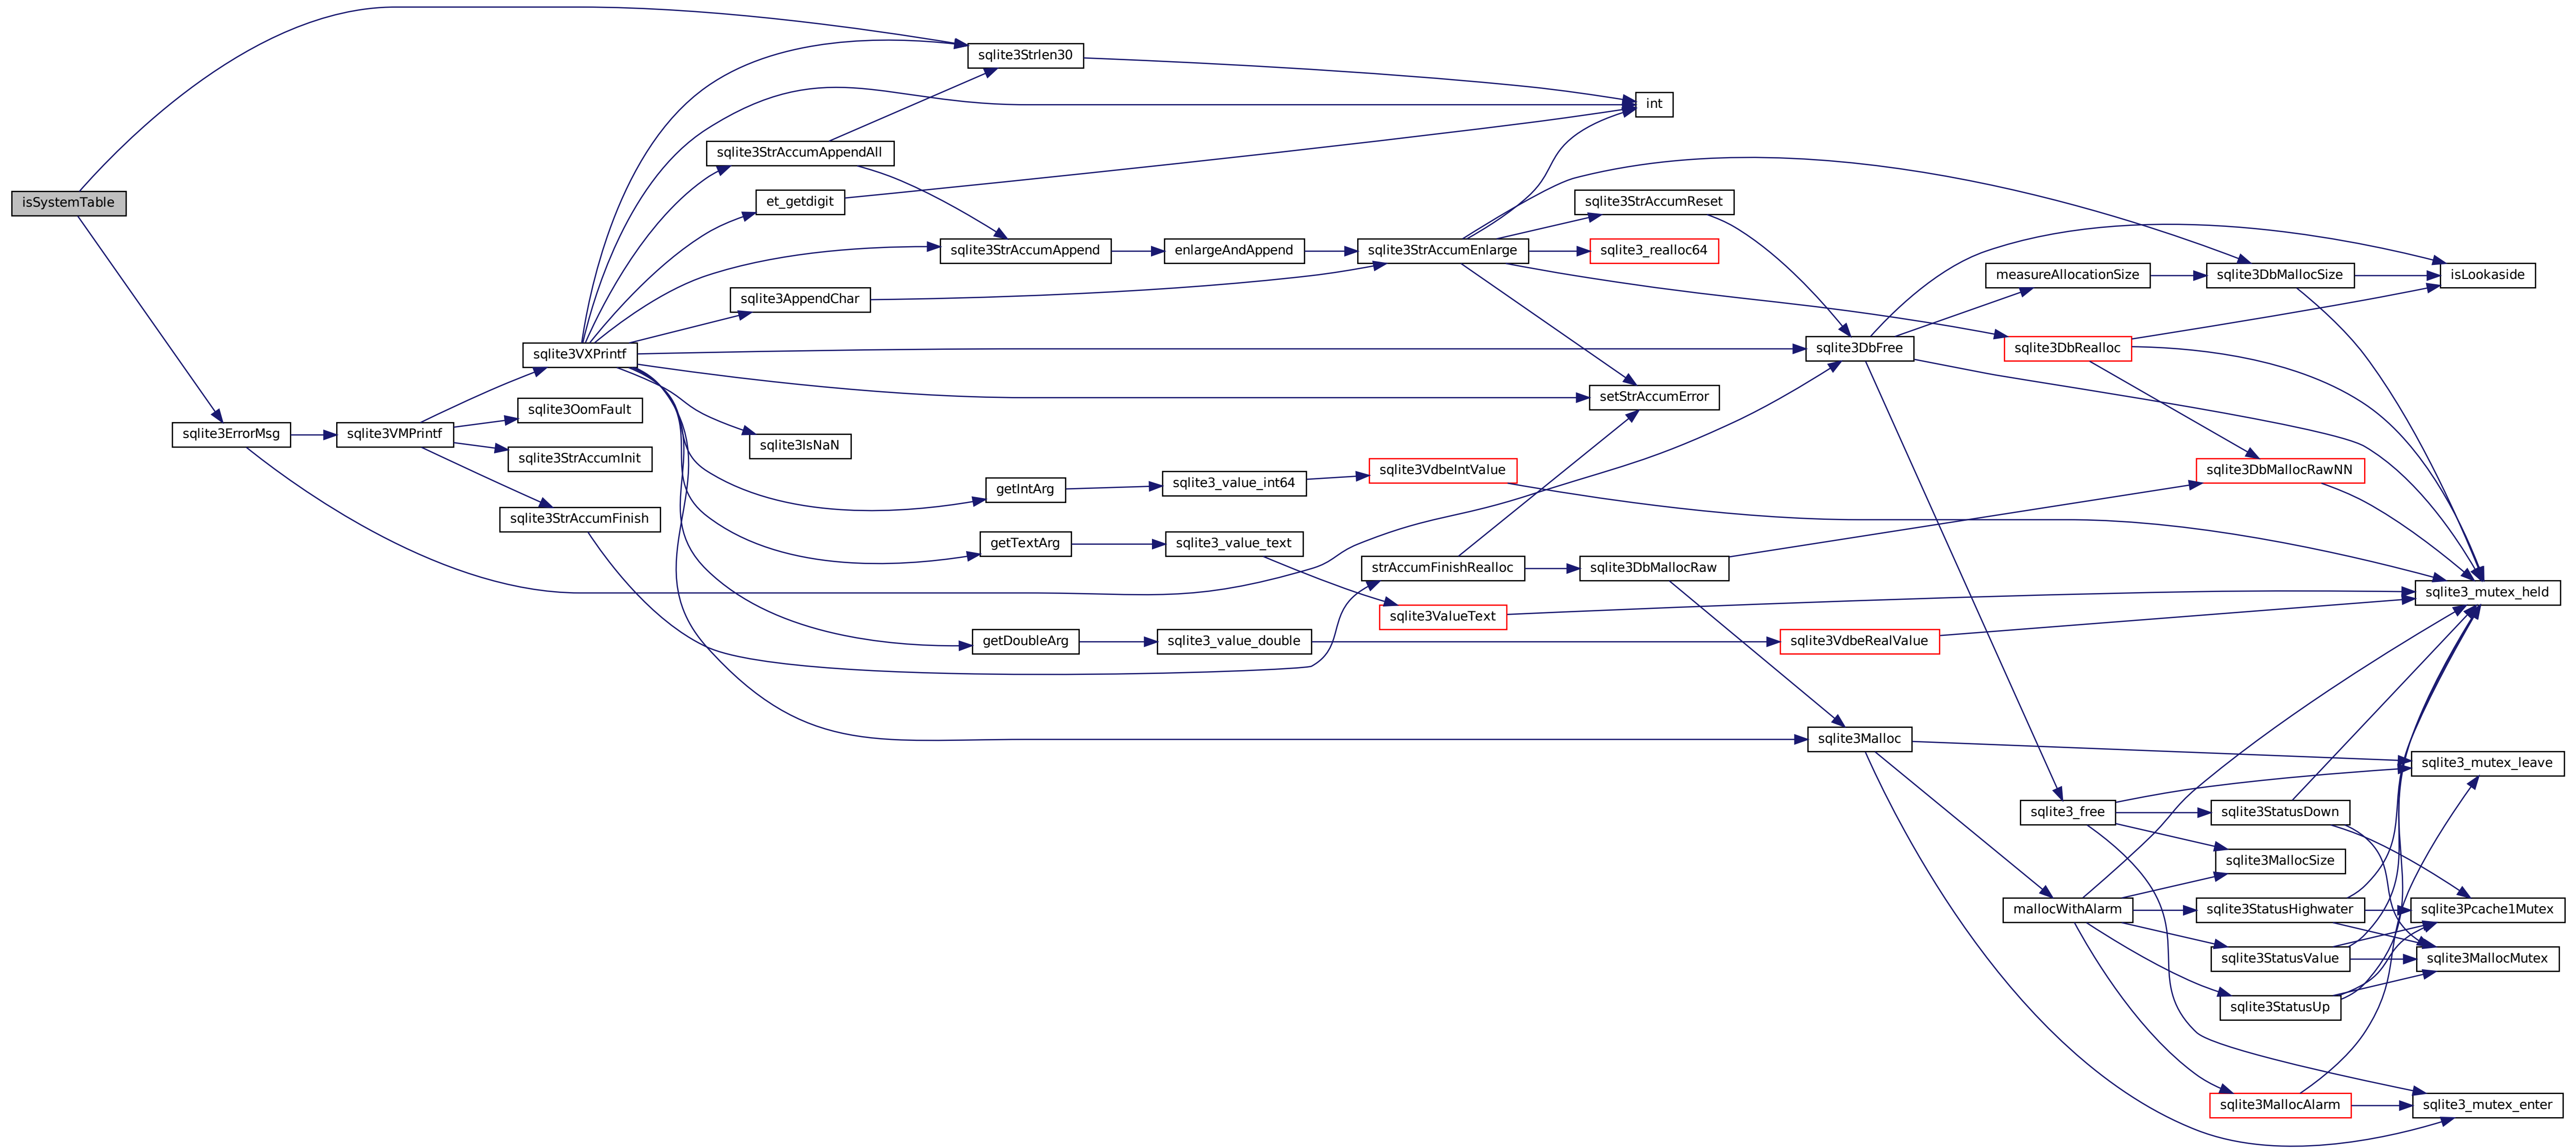 isSystemTable
sqlite3ErrorMsg
sqlite3VMPrintf
sqlite3VXPrintf
sqlite3OomFault
sqlite3StrAccumInit
sqlite3StrAccumFinish
sqlite3StrAccumAppendAll
et_getdigit
sqlite3AppendChar
sqlite3IsNaN
sqlite3Strlen30
sqlite3StrAccumAppend
getIntArg
getTextArg
getDoubleArg
enlargeAndAppend
sqlite3_value_int64
sqlite3_value_text
sqlite3_value_double
sqlite3StrAccumEnlarge
sqlite3VdbeIntValue
strAccumFinishRealloc
sqlite3ValueText
int
sqlite3StrAccumReset
sqlite3_realloc64
setStrAccumError
sqlite3DbMallocRaw
sqlite3DbFree
sqlite3VdbeRealValue
sqlite3Malloc
measureAllocationSize
sqlite3DbRealloc
sqlite3_free
mallocWithAlarm
sqlite3DbMallocSize
sqlite3DbMallocRawNN
sqlite3StatusDown
sqlite3MallocSize
sqlite3StatusHighwater
sqlite3StatusValue
sqlite3StatusUp
sqlite3MallocAlarm
isLookaside
sqlite3_mutex_held
sqlite3_mutex_leave
sqlite3Pcache1Mutex
sqlite3MallocMutex
sqlite3_mutex_enter